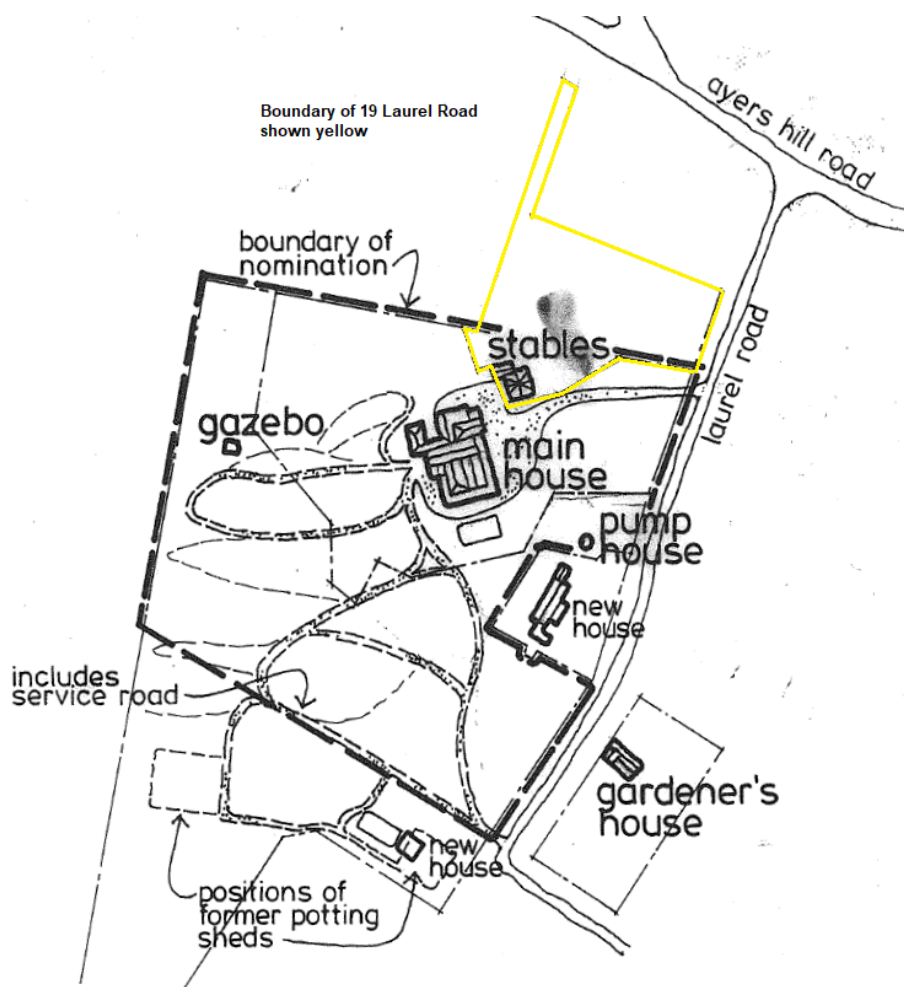 ayers hill road
Boundary of 19 Laurel Road
shown yellow
boundary of
nomination
laurel road
stables
gazebo
main
house
pump
house
new
house
includes
service road
gardener's
house
new
house
positions of
former potting
sheds